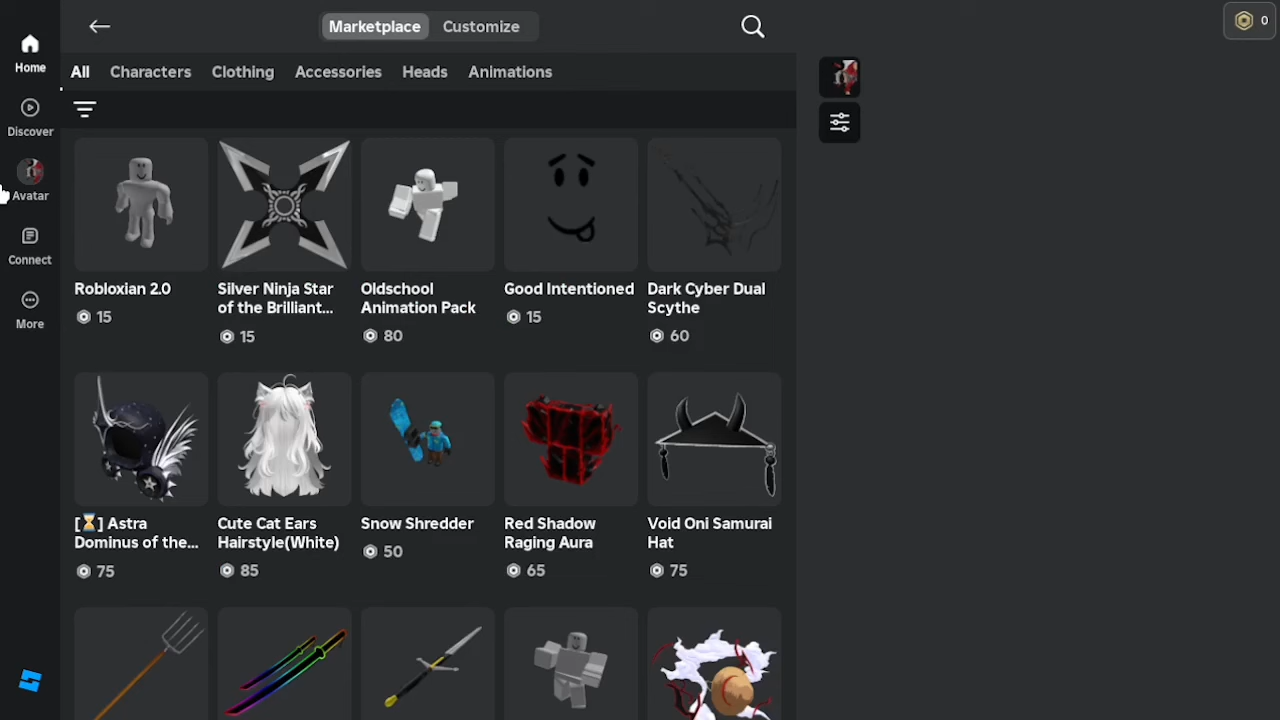 Marketplace
Customize
0
Home
Discover
Avatar
Connect
More
All
Characters
Clothing
Accessories
Heads
Animations
Robloxian 2.0
15
Silver Ninja Star
of the Brilliant...
15
Oldschool
Animation Pack
80
Good Intentioned
15
Dark Cyber Dual
Scythe
60
[⌛] Astra
Dominus of the...
75
Cute Cat Ears
Hairstyle(White)
85
Snow Shredder
50
Red Shadow
Raging Aura
65
Void Oni Samurai
Hat
75